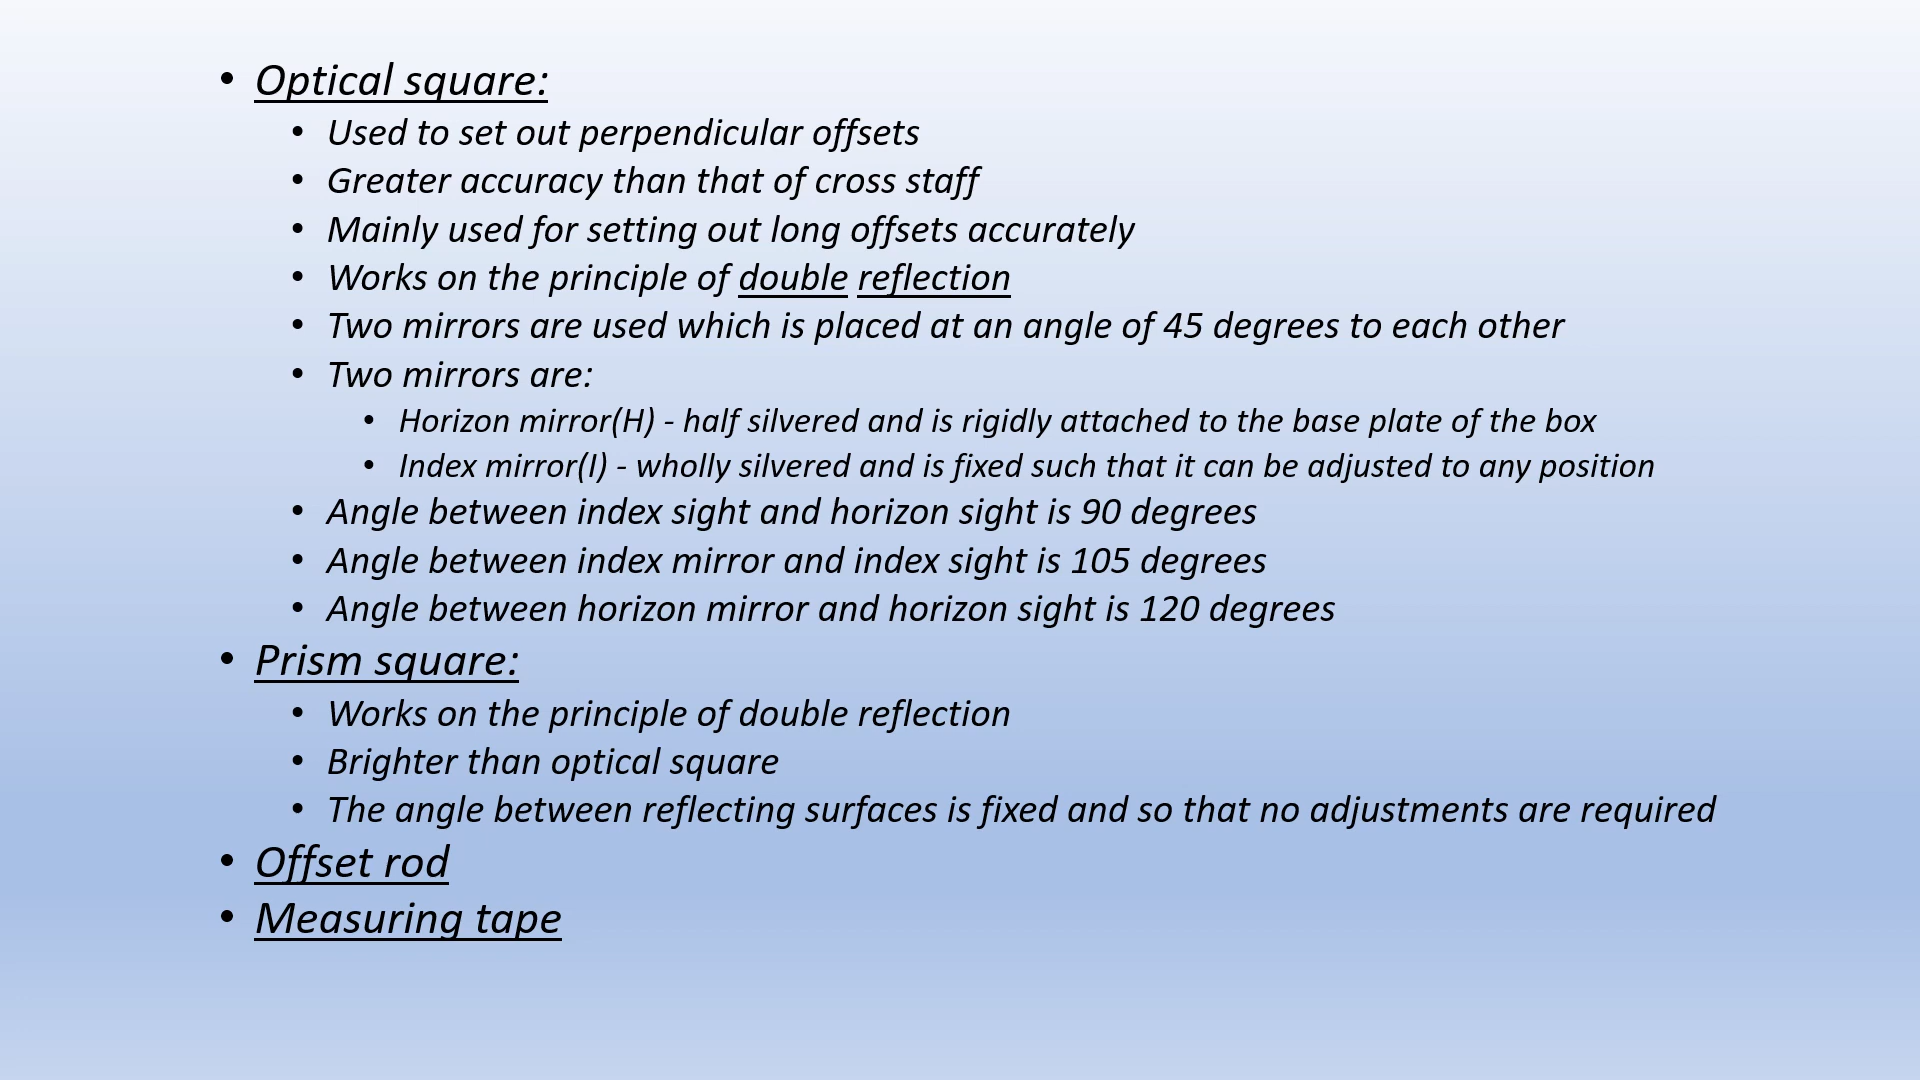 • Optical square:
• Used to set out perpendicular offsets
• Greater accuracy than that of cross staff
• Mainly used for setting out long offsets accurately
• Works on the principle of double reflection
• Two mirrors are used which is placed at an angle of 45 degrees to each other
• Two mirrors are:
• Horizon mirror(H) - half silvered and is rigidly attached to the base plate of the box
• Index mirror(I) - wholly silvered and is fixed such that it can be adjusted to any position
• Angle between index sight and horizon sight is 90 degrees
• Angle between index mirror and index sight is 105 degrees
• Angle between horizon mirror and horizon sight is 120 degrees
• Prism square:
• Works on the principle of double reflection
• Brighter than optical square
• The angle between reflecting surfaces is fixed and so that no adjustments are required
• Offset rod
• Measuring tape